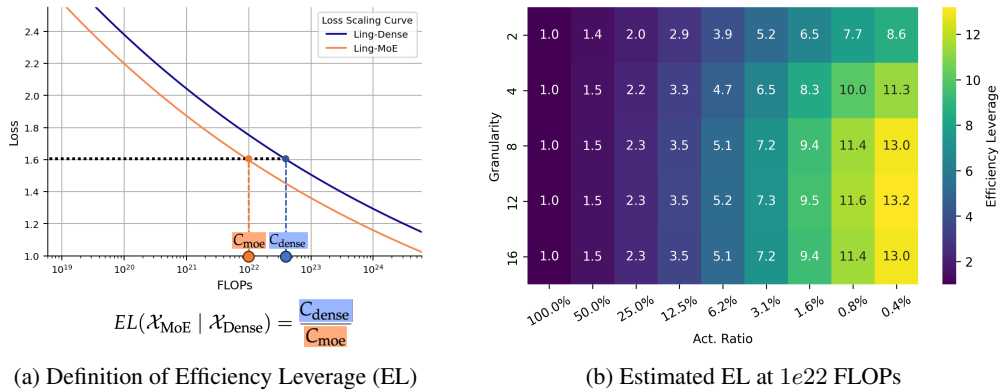 Loss Scaling Curve
Ling-Dense
Ling-MoE
2.4
2.2
2.0
1.8
1.6
1.4
1.2
1.0
Loss
C_moe C_dense
10^19 10^20 10^21 10^22 10^23 10^24
FLOPs
EL(X_MoE | X_Dense) = C_dense / C_moe
(a) Definition of Efficiency Leverage (EL)
Granularity
2 1.0 1.4 2.0 2.9 3.9 5.2 6.5 7.7 8.6
4 1.0 1.5 2.2 3.3 4.7 6.5 8.3 10.0 11.3
8 1.0 1.5 2.3 3.5 5.1 7.2 9.4 11.4 13.0
12 1.0 1.5 2.3 3.5 5.2 7.3 9.5 11.6 13.2
16 1.0 1.5 2.3 3.5 5.1 7.2 9.4 11.4 13.0
100.0% 50.0% 25.0% 12.5% 6.2% 3.1% 1.6% 0.8% 0.4%
Act. Ratio
12
10
8
6
4
2
Efficiency Leverage
(b) Estimated EL at 1e22 FLOPs